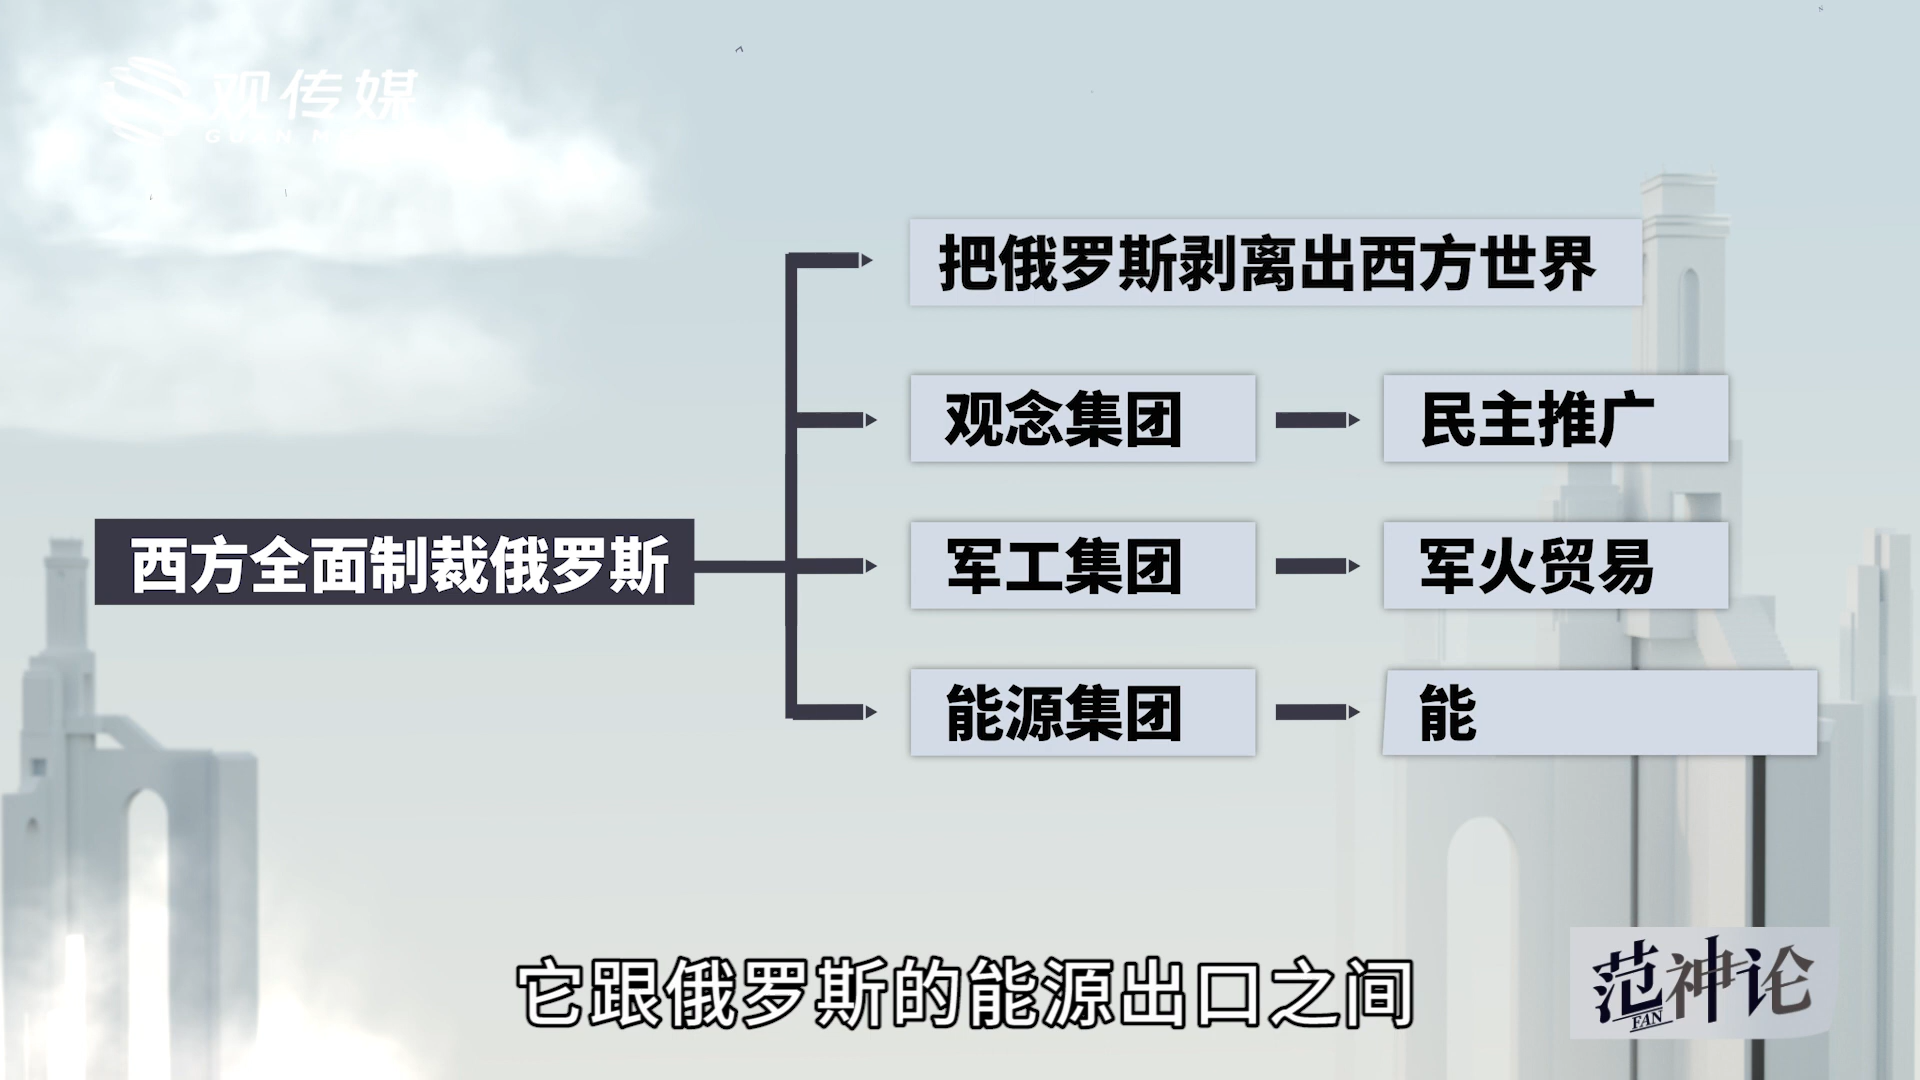 观传媒
把俄罗斯剥离出西方世界
观念集团
民主推广
西方全面制裁俄罗斯
军工集团
军火贸易
能源集团
能
它跟俄罗斯的能源出口之间
范神论
FAN